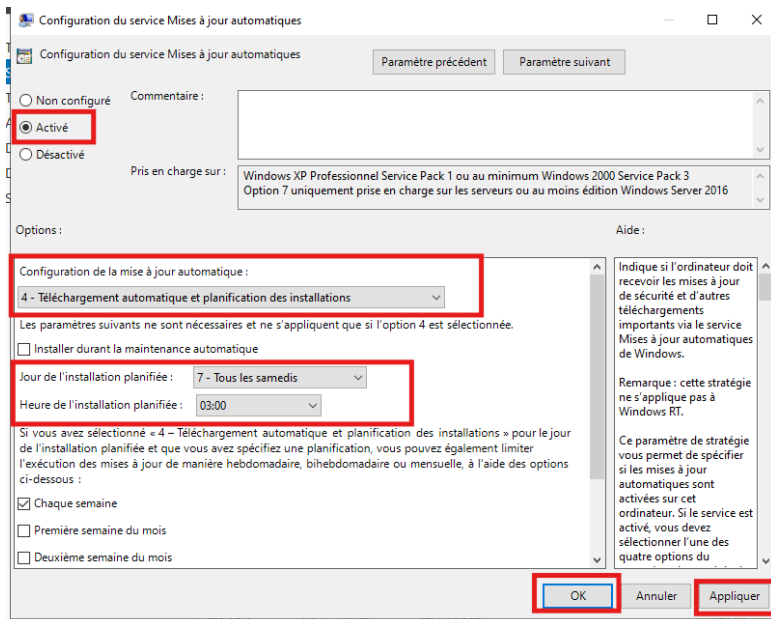 Configuration du service Mises à jour automatiques
Configuration du service Mises à jour automatiques
Paramètre précédent
Paramètre suivant
Non configuré
Activé
Désactivé
Commentaire :
Pris en charge sur :
Windows XP Professionnel Service Pack 1 ou au minimum Windows 2000 Service Pack 3
Option 7 uniquement prise en charge sur les serveurs ou au moins édition Windows Server 2016
Options :
Aide :
Configuration de la mise à jour automatique :
4 - Téléchargement automatique et planification des installations
Les paramètres suivants ne sont nécessaires et ne s'appliquent que si l'option 4 est sélectionnée.
Installer durant la maintenance automatique
Jour de l'installation planifiée :
7 - Tous les samedis
Heure de l'installation planifiée :
03:00
Si vous avez sélectionné « 4 – Téléchargement automatique et planification des installations » pour le jour
de l'installation planifiée et que vous avez spécifiez une planification, vous pouvez également limiter
l'exécution des mises à jour de manière hebdomadaire, bihebdomadaire ou mensuelle, à l'aide des options
ci-dessous :
Chaque semaine
Première semaine du mois
Deuxième semaine du mois
Indique si l'ordinateur doit
recevoir les mises à jour
de sécurité et d'autres
téléchargements
importants via le service
Mises à jour automatiques
de Windows.
Remarque : cette stratégie
ne s'applique pas à
Windows RT.
Ce paramètre de stratégie
vous permet de spécifier
si les mises à jour
automatiques sont
activées sur cet
ordinateur. Si le service est
activé, vous devez
sélectionner l'une des
quatre options du
OK
Annuler
Appliquer